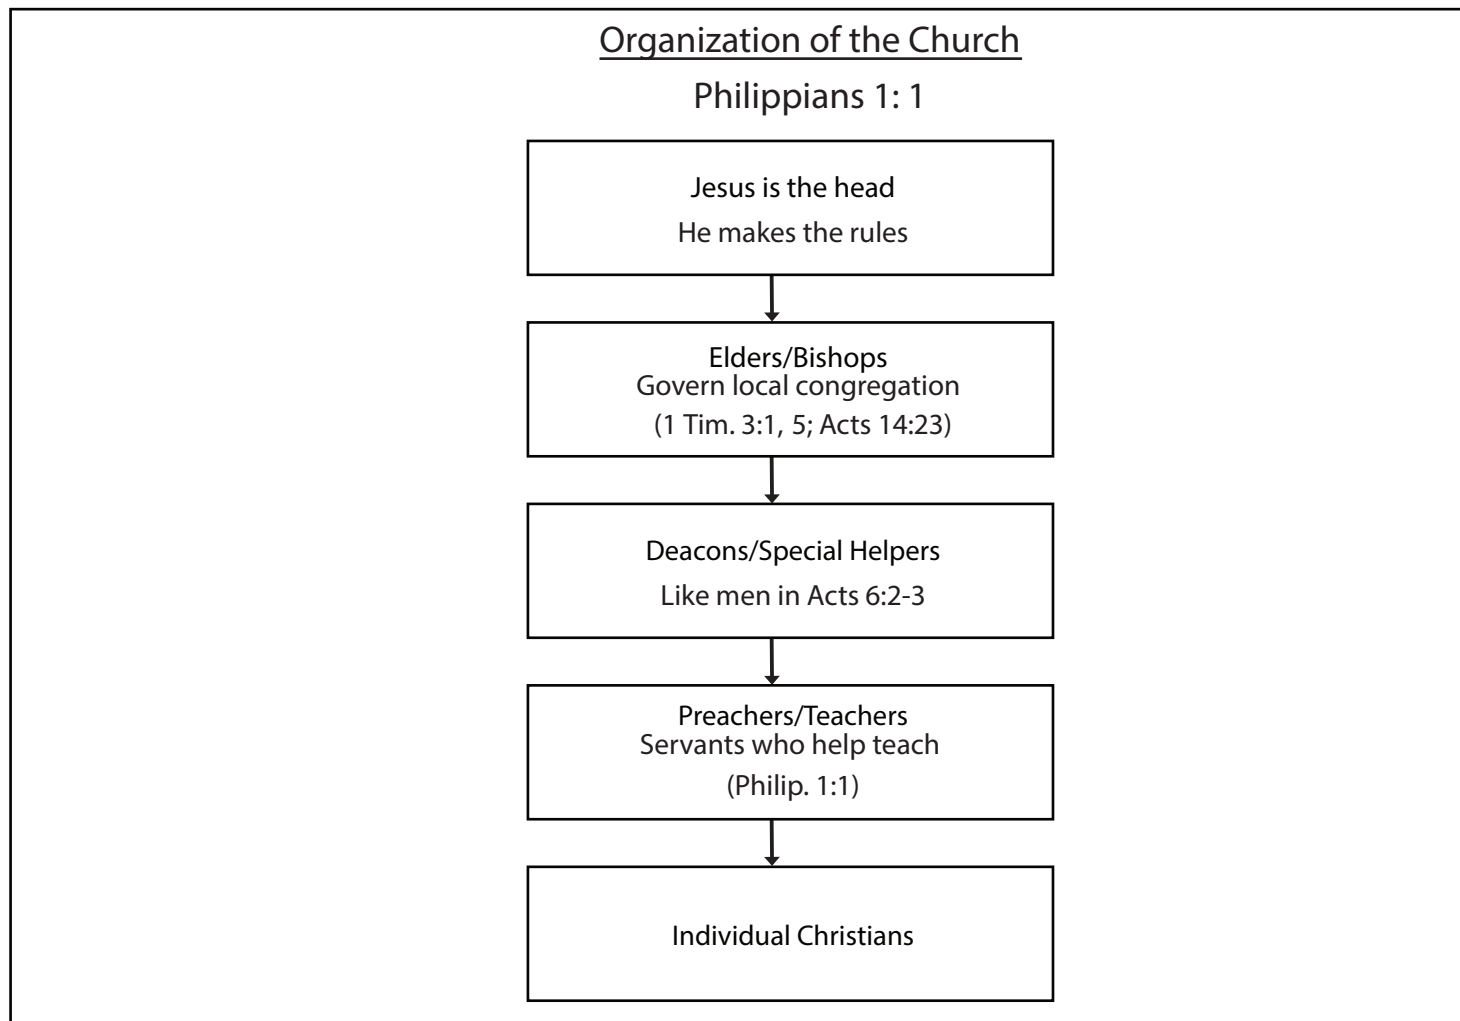 Organization of the Church
Philippians 1: 1
Jesus is the head
He makes the rules
Elders/Bishops
Govern local congregation
(1 Tim. 3:1, 5; Acts 14:23)
Deacons/Special Helpers
Like men in Acts 6:2-3
Preachers/Teachers
Servants who help teach
(Philip. 1:1)
Individual Christians